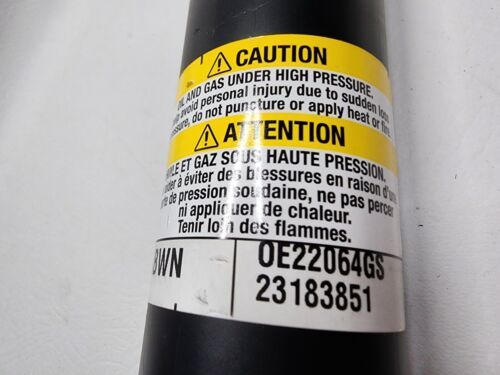 CAUTION
OIL AND GAS UNDER HIGH PRESSURE.
avoid personal injury due to sudden loss
do not puncture or apply heat or
ATTENTION
ET GAZ SOUS HAUTE PRESSION.
à éviter des blessures en raison d'une
de pression soudaine, ne pas percer
ni appliquer de chaleur.
Tenir loin des flammes.
BWN
OE22064GS
23183851